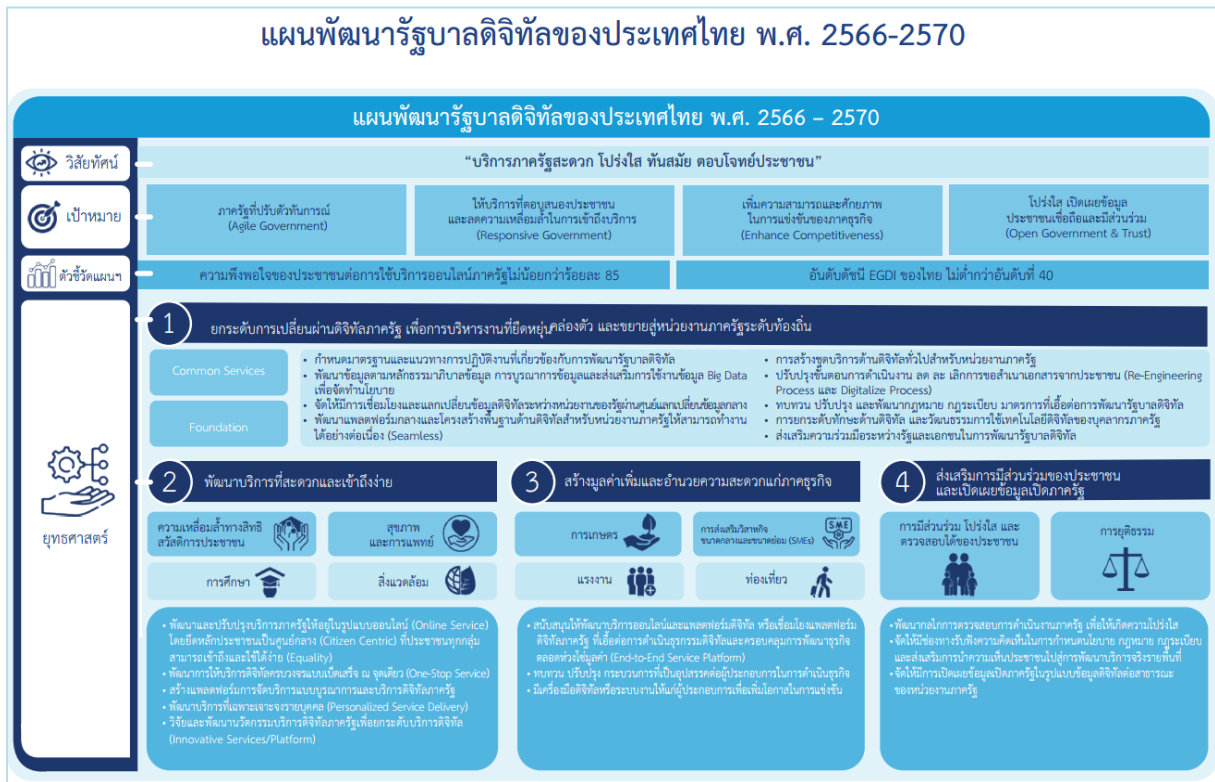 แผนพัฒนารัฐบาลดิจิทัลของประเทศไทย พ.ศ. 2566-2570
แผนพัฒนารัฐบาลดิจิทัลของประเทศไทย พ.ศ. 2566 – 2570
วิสัยทัศน์
“บริการภาครัฐสะดวก โปร่งใส ทันสมัย ตอบโจทย์ประชาชน”
เป้าหมาย
ภาครัฐที่ปรับตัวทันการณ์
(Agile Government)
ให้บริการที่ตอบสนองประชาชน
และลดความเหลื่อมล้ำในการเข้าถึงบริการ
(Responsive Government)
เพิ่มความสามารถและศักยภาพ
ในการแข่งขันของภาคธุรกิจ
(Enhance Competitiveness)
โปร่งใส เปิดเผยข้อมูล
ประชาชนเชื่อถือและมีส่วนร่วม
(Open Government & Trust)
ตัวชี้วัดแผนฯ
ความพึงพอใจของประชาชนต่อการใช้บริการออนไลน์ภาครัฐไม่น้อยกว่าร้อยละ 85
อันดับดัชนี EGDI ของไทย ไม่ต่ำกว่าอันดับที่ 40
ยุทธศาสตร์
1
ยกระดับการเปลี่ยนผ่านดิจิทัลภาครัฐ เพื่อการบริหารงานที่ยืดหยุ่นคล่องตัว และขยายสู่หน่วยงานภาครัฐระดับท้องถิ่น
Common Services
Foundation
• กำหนดมาตรฐานและแนวทางการปฏิบัติงานที่เกี่ยวข้องกับการพัฒนารัฐบาลดิจิทัล
• พัฒนาข้อมูลตามหลักธรรมาภิบาลข้อมูล การบูรณาการข้อมูลและส่งเสริมการใช้งานข้อมูล Big Data
เพื่อจัดทำนโยบาย
• จัดให้มีการเชื่อมโยงและแลกเปลี่ยนข้อมูลดิจิทัลระหว่างหน่วยงานของรัฐผ่านศูนย์แลกเปลี่ยนข้อมูลกลาง
• พัฒนาแพลตฟอร์มกลางและโครงสร้างพื้นฐานด้านดิจิทัลสำหรับหน่วยงานภาครัฐให้สามารถทำงาน
ได้อย่างต่อเนื่อง (Seamless)
• การสร้างชุดบริการด้านดิจิทัลทั่วไปสำหรับหน่วยงานภาครัฐ
• ปรับปรุงขั้นตอนการดำเนินงาน ลด ละ เลิกการขอสำเนาเอกสารจากประชาชน (Re-Engineering
Process และ Digitalize Process)
• ทบทวน ปรับปรุง และพัฒนากฎหมาย กฎระเบียบ มาตรการที่เอื้อต่อการพัฒนารัฐบาลดิจิทัล
• การยกระดับทักษะด้านดิจิทัล และวัฒนธรรมการใช้เทคโนโลยีดิจิทัลของบุคลากรภาครัฐ
• ส่งเสริมความร่วมมือระหว่างรัฐและเอกชนในการพัฒนารัฐบาลดิจิทัล
2
พัฒนาบริการที่สะดวกและเข้าถึงง่าย
ความเหลื่อมล้ำทางสิทธิ
สวัสดิการประชาชน
สุขภาพ
และการแพทย์
การศึกษา
สิ่งแวดล้อม
• พัฒนาและปรับปรุงบริการภาครัฐให้อยู่ในรูปแบบออนไลน์ (Online Service)
โดยยึดหลักประชาชนเป็นศูนย์กลาง (Citizen Centric) ที่ประชาชนทุกกลุ่ม
สามารถเข้าถึงและใช้ได้ง่าย (Equality)
• พัฒนาการให้บริการดิจิทัลครบวงจรแบบเบ็ดเสร็จ ณ จุดเดียว (One-Stop Service)
• สร้างแพลตฟอร์มการจัดบริการแบบบูรณาการและบริการดิจิทัลภาครัฐ
• พัฒนาบริการที่เฉพาะเจาะจงรายบุคคล (Personalized Service Delivery)
• วิจัยและพัฒนานวัตกรรมบริการดิจิทัลภาครัฐเพื่อยกระดับบริการดิจิทัล
(Innovative Services/Platform)
3
สร้างมูลค่าเพิ่มและอำนวยความสะดวกแก่ภาคธุรกิจ
การเกษตร
การส่งเสริมวิสาหกิจ
ขนาดกลางและขนาดย่อม (SMEs)
SME
แรงงาน
ท่องเที่ยว
• สนับสนุนให้พัฒนาบริการออนไลน์และแพลตฟอร์มดิจิทัล หรือเชื่อมโยงแพลตฟอร์ม
ดิจิทัลภาครัฐ ที่เอื้อต่อการดำเนินธุรกรรมดิจิทัลและครอบคลุมการพัฒนาธุรกิจ
ตลอดห่วงโซ่มูลค่า (End-to-End Service Platform)
• ทบทวน ปรับปรุง กระบวนการที่เป็นอุปสรรคต่อผู้ประกอบการในการดำเนินธุรกิจ
• มีเครื่องมือดิจิทัลหรือระบบงานให้แก่ผู้ประกอบการเพื่อเพิ่มโอกาสในการแข่งขัน
4
ส่งเสริมการมีส่วนร่วมของประชาชน
และเปิดเผยข้อมูลเปิดภาครัฐ
การมีส่วนร่วม โปร่งใส และ
ตรวจสอบได้ของประชาชน
การยุติธรรม
• พัฒนากลไกการตรวจสอบการดำเนินงานภาครัฐ เพื่อให้เกิดความโปร่งใส
• จัดให้มีช่องทางรับฟังความคิดเห็นในการกำหนดนโยบาย กฎหมาย กฎระเบียบ
และส่งเสริมการนำความเห็นประชาชนไปสู่การพัฒนาบริการจริงรายพื้นที่
• จัดให้มีการเปิดเผยข้อมูลเปิดภาครัฐในรูปแบบข้อมูลดิจิทัลต่อสาธารณะ
ของหน่วยงานภาครัฐ